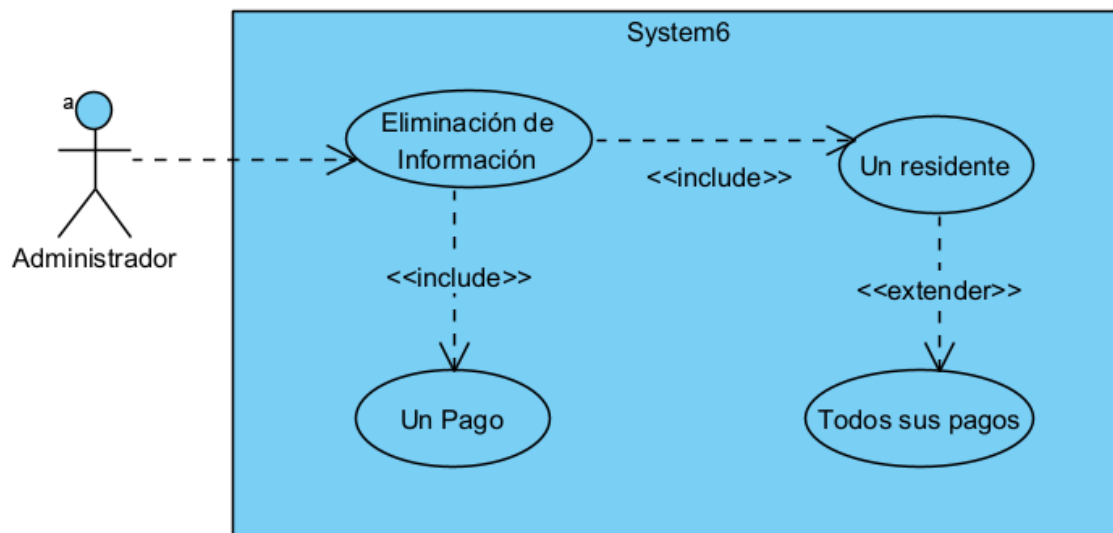 System6
a
Administrador
Eliminación de
Información
<<include>>
Un residente
<<include>>
<<extender>>
Un Pago
Todos sus pagos